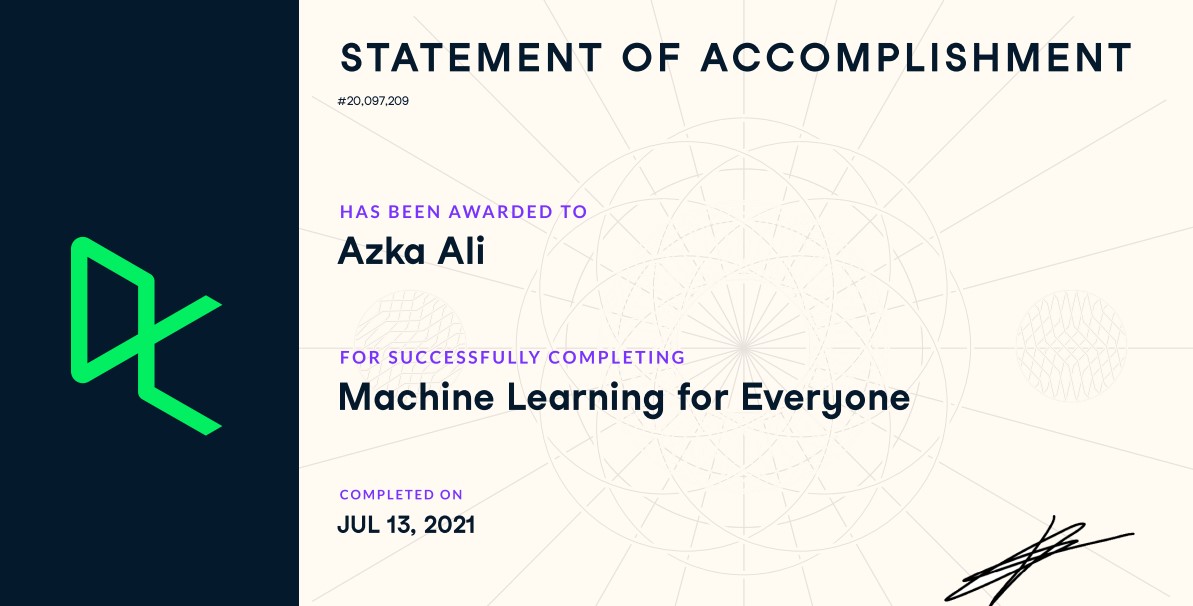 STATEMENT OF ACCOMPLISHMENT
#20,097,209
HAS BEEN AWARDED TO
Azka Ali
FOR SUCCESSFULLY COMPLETING
Machine Learning for Everyone
COMPLETED ON
JUL 13, 2021